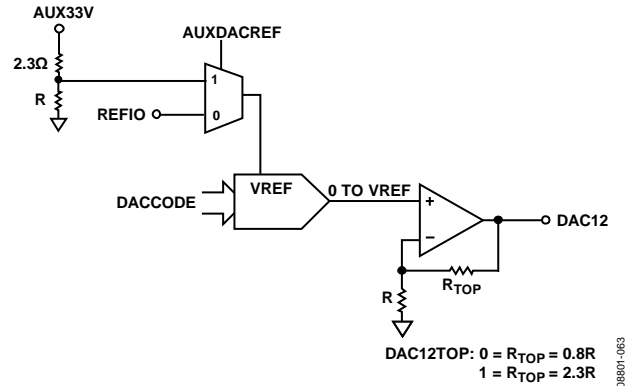 AUX33V
AUXDACREF
2.3Ω
1
R
REFIO
0
VREF
0 TO VREF
DACCODE
+
DAC12
–
RTOP
R
DAC12TOP: 0 = RTOP = 0.8R
1 = RTOP = 2.3R
08801-063